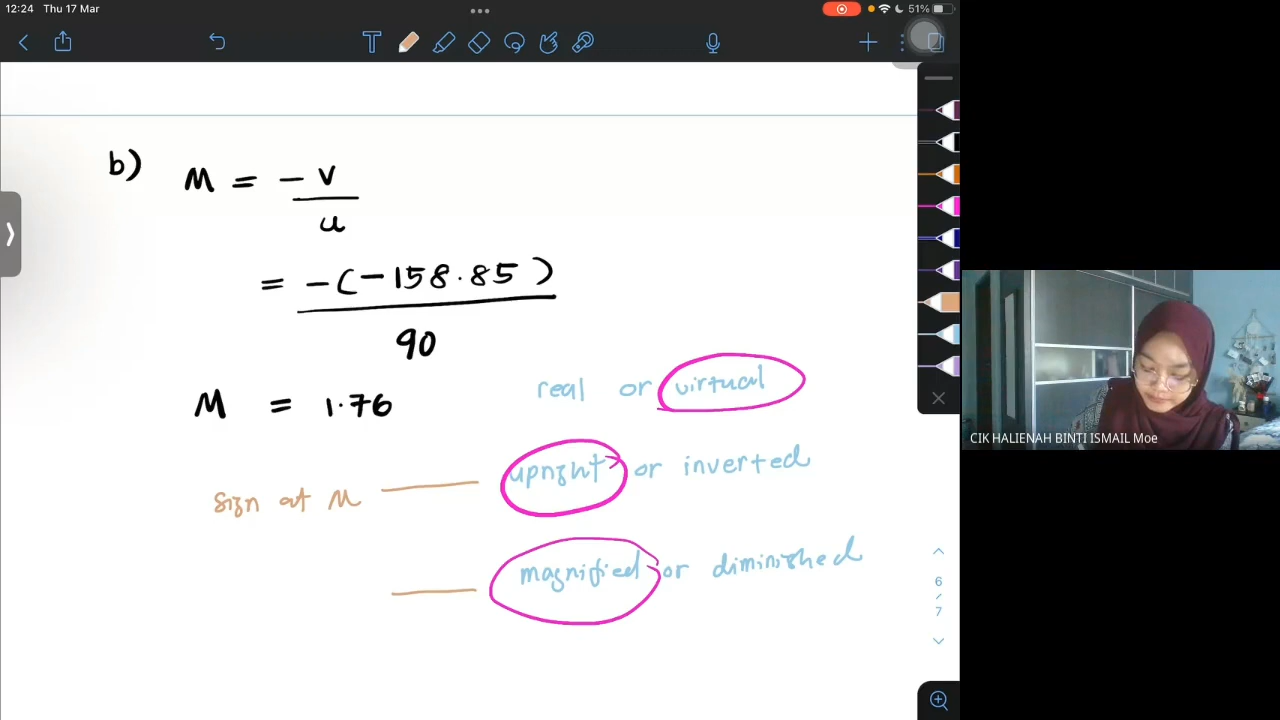 12:24 Thu 17 Mar
51%
T
b) M = -v
u
= -(-158.85)
90
M = 1.76
real or virtual
upright or inverted
sign at M
magnified or diminished
6
/
7
CIK HALIENAH BINTI ISMAIL Moe